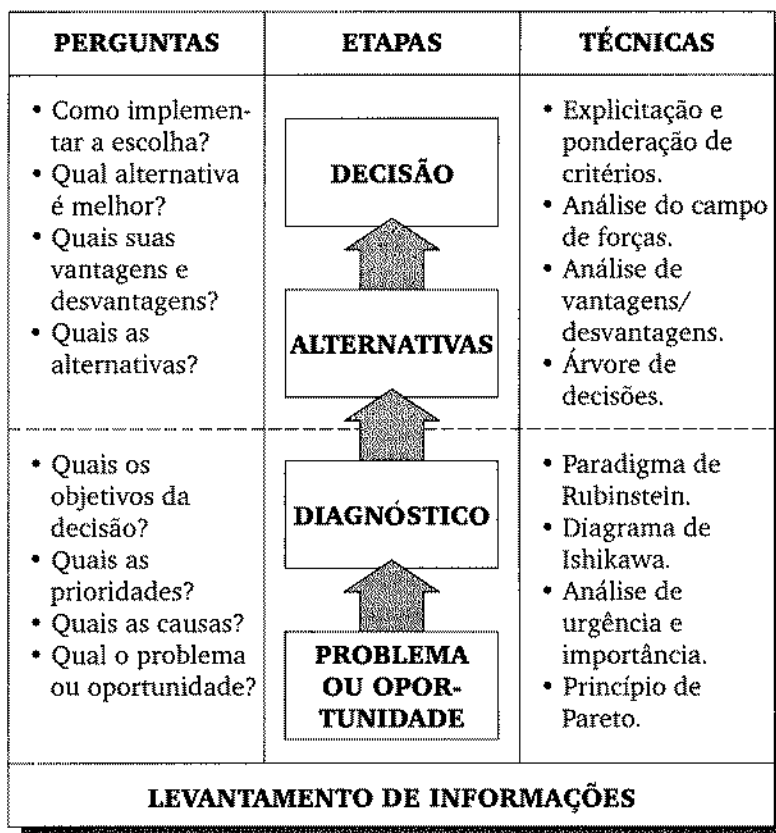 PERGUNTAS
ETAPAS
TÉCNICAS
• Como implemen-
tar a escolha?
• Qual alternativa
é melhor?
• Quais suas
vantagens e
desvantagens?
• Quais as
alternativas?
DECISÃO
ALTERNATIVAS
• Explicitação e
ponderação de
critérios.
• Análise do campo
de forças.
• Análise de
vantagens/
desvantagens.
• Árvore de
decisões.
• Quais os
objetivos da
decisão?
• Quais as
prioridades?
• Quais as causas?
• Qual o problema
ou oportunidade?
DIAGNÓSTICO
PROBLEMA
OU OPOR-
TUNIDADE
• Paradigma de
Rubinstein.
• Diagrama de
Ishikawa.
• Análise de
urgência e
importância.
• Princípio de
Pareto.
LEVANTAMENTO DE INFORMAÇÕES